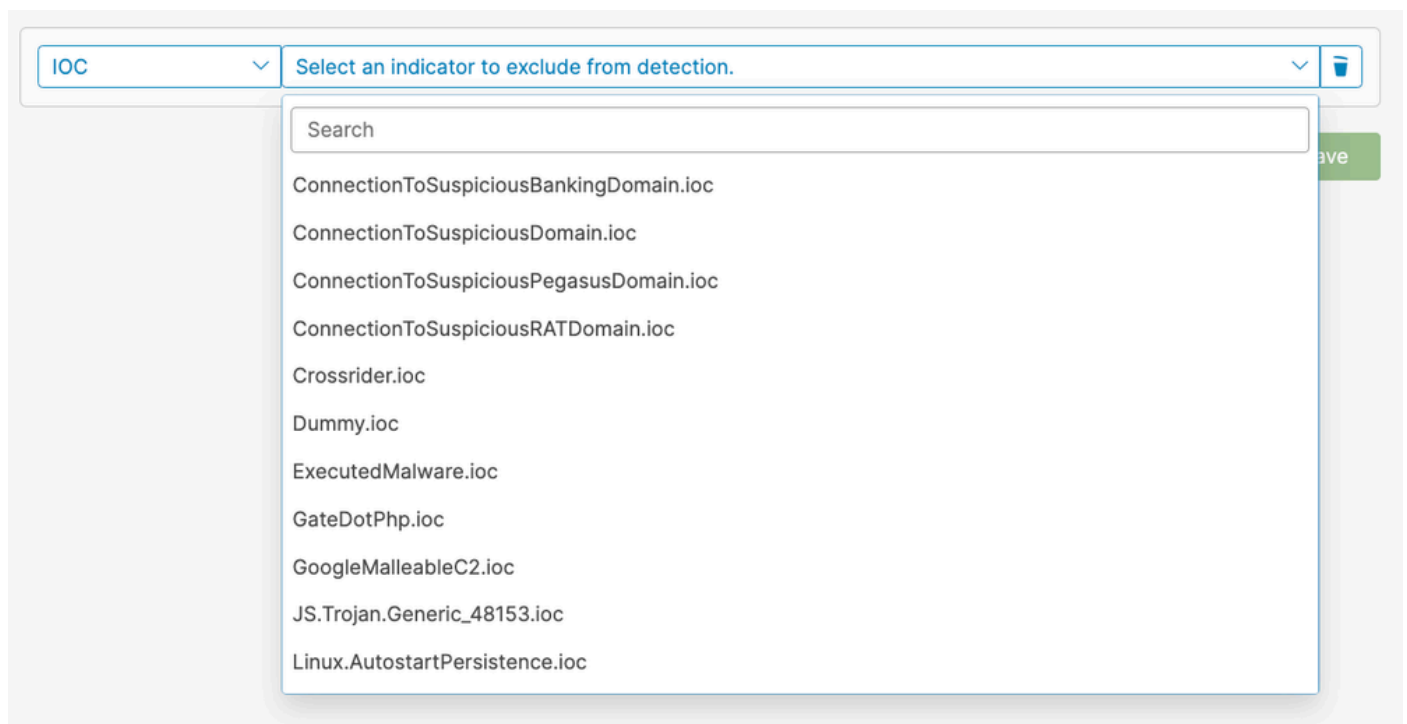 IOC
Select an indicator to exclude from detection.
Search
ave
ConnectionToSuspiciousBankingDomain.ioc
ConnectionToSuspiciousDomain.ioc
ConnectionToSuspiciousPegasusDomain.ioc
ConnectionToSuspiciousRATDomain.ioc
Crossrider.ioc
Dummy.ioc
ExecutedMalware.ioc
GateDotPhp.ioc
GoogleMalleableC2.ioc
JS.Trojan.Generic_48153.ioc
Linux.AutostartPersistence.ioc